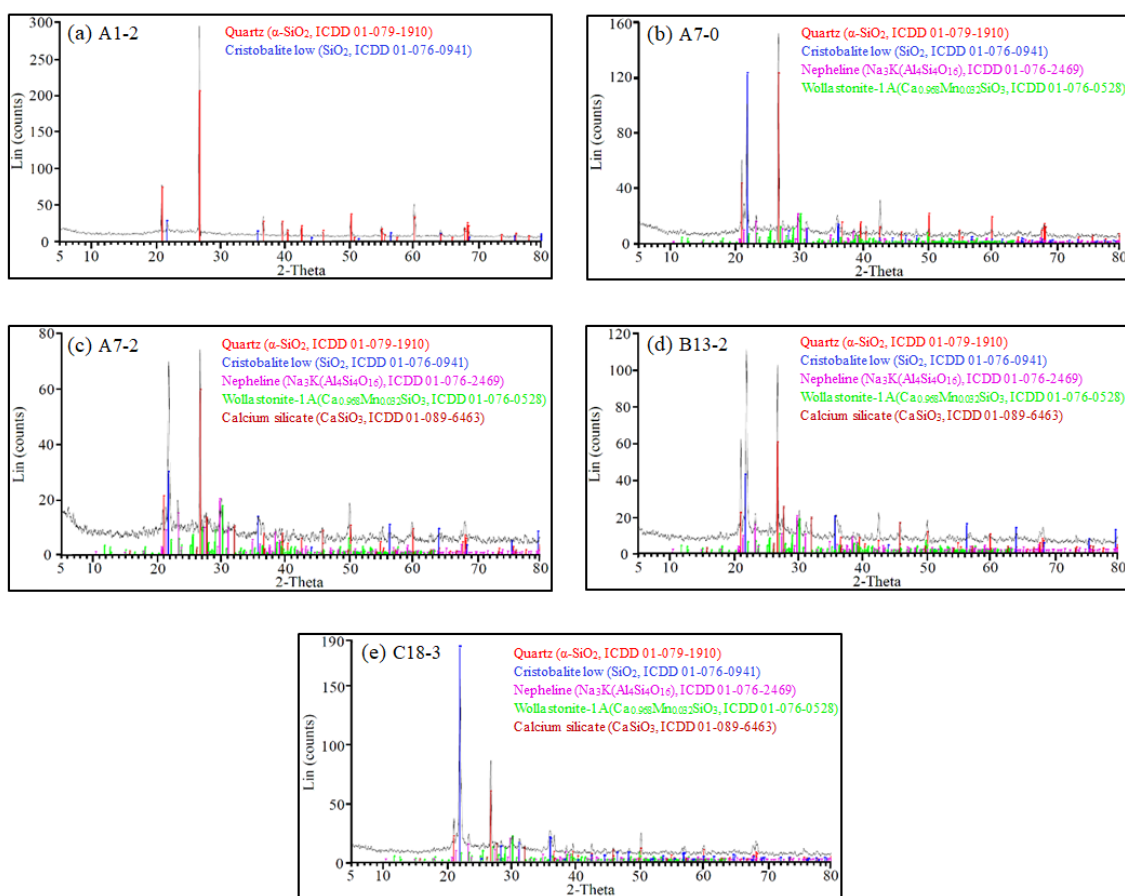 (a) A1-2
Quartz (α-SiO₂, ICDD 01-079-1910)
Cristobalite low (SiO₂, ICDD 01-076-0941)
Lin (counts)
300
250
200
150
100
50
0
5 10 20 30 40 50 60 70 80
2-Theta
(b) A7-0
Quartz (α-SiO₂, ICDD 01-079-1910)
Cristobalite low (SiO₂, ICDD 01-076-0941)
Nepheline (Na₃K(Al₄Si₄O₁₆), ICDD 01-076-2469)
Wollastonite-1A(Ca₀.₉₆₈Mn₀.₀₃₂SiO₃, ICDD 01-076-0528)
Lin (counts)
160
120
80
40
0
5 10 20 30 40 50 60 70 80
2-Theta
(c) A7-2
Quartz (α-SiO₂, ICDD 01-079-1910)
Cristobalite low (SiO₂, ICDD 01-076-0941)
Nepheline (Na₃K(Al₄Si₄O₁₆), ICDD 01-076-2469)
Wollastonite-1A(Ca₀.₉₆₈Mn₀.₀₃₂SiO₃, ICDD 01-076-0528)
Calcium silicate (CaSiO₃, ICDD 01-089-6463)
Lin (counts)
80
60
40
20
0
5 10 20 30 40 50 60 70 80
2-Theta
(d) B13-2
Quartz (α-SiO₂, ICDD 01-079-1910)
Cristobalite low (SiO₂, ICDD 01-076-0941)
Nepheline (Na₃K(Al₄Si₄O₁₆), ICDD 01-076-2469)
Wollastonite-1A(Ca₀.₉₆₈Mn₀.₀₃₂SiO₃, ICDD 01-076-0528)
Calcium silicate (CaSiO₃, ICDD 01-089-6463)
Lin (counts)
120
100
80
60
40
20
0
5 10 20 30 40 50 60 70 80
2-Theta
(e) C18-3
Quartz (α-SiO₂, ICDD 01-079-1910)
Cristobalite low (SiO₂, ICDD 01-076-0941)
Nepheline (Na₃K(Al₄Si₄O₁₆), ICDD 01-076-2469)
Wollastonite-1A(Ca₀.₉₆₈Mn₀.₀₃₂SiO₃, ICDD 01-076-0528)
Calcium silicate (CaSiO₃, ICDD 01-089-6463)
Lin (counts)
190
150
100
50
0
5 10 20 30 40 50 60 70 80
2-Theta